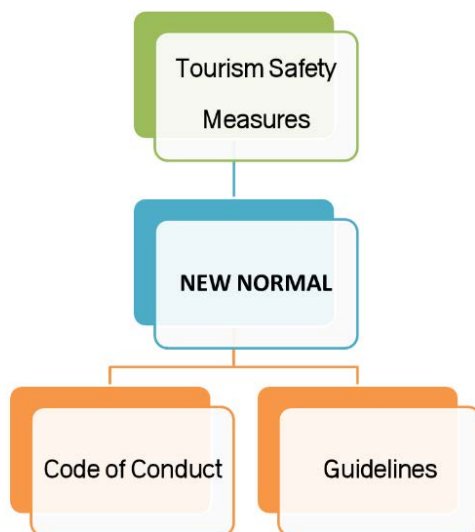 Tourism Safety
Measures
NEW NORMAL
Code of Conduct
Guidelines